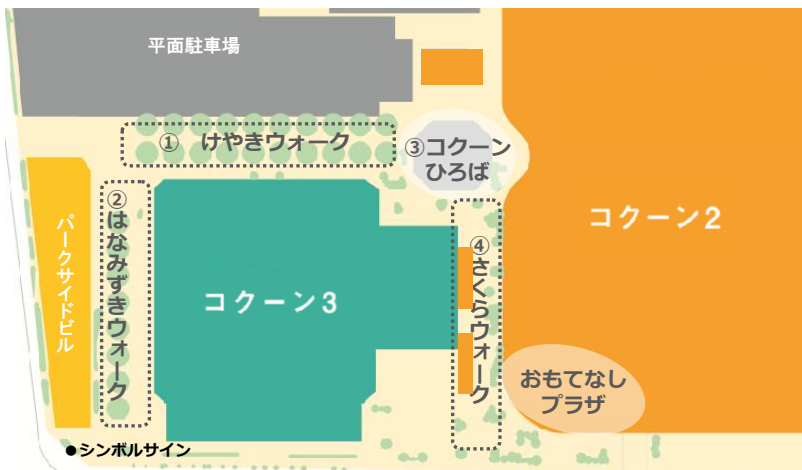 平面駐車場
① けやきウォーク
③コクーン
ひろば
②はなみずきウォーク
パークサイドビル
コクーン3
④さくらウォーク
コクーン2
おもてなし
プラザ
●シンボルサイン